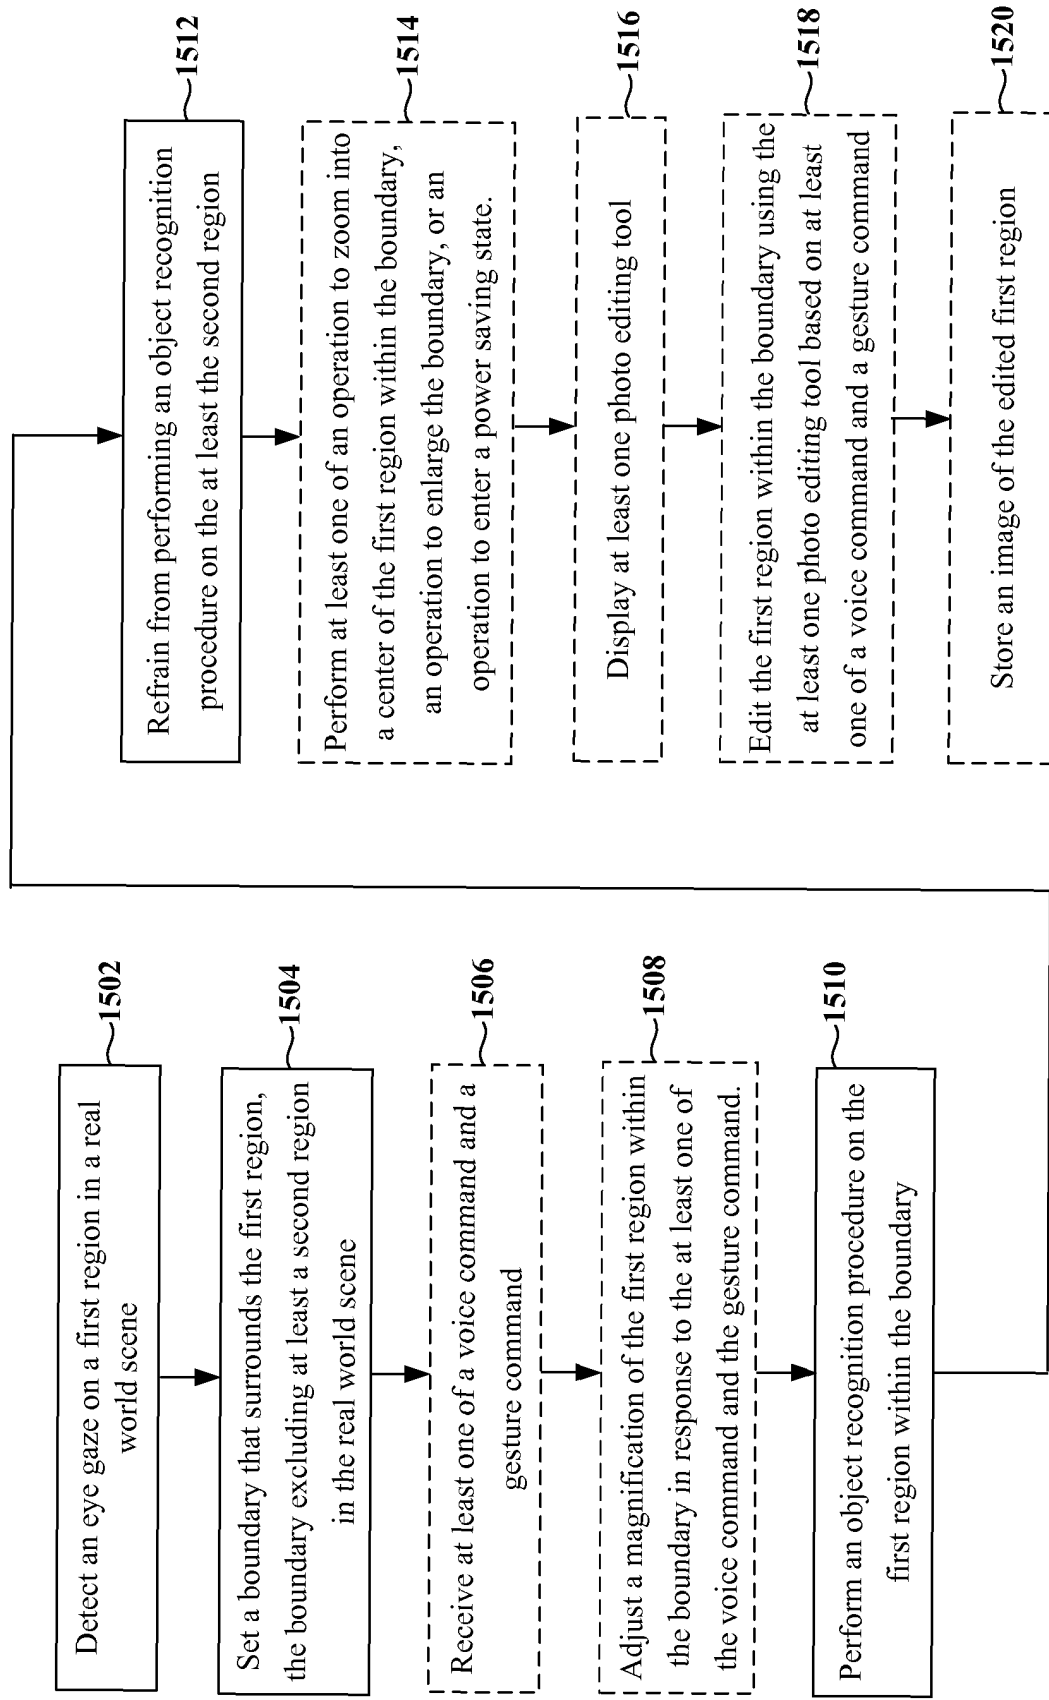 Detect an eye gaze on a first region in a real
world scene
1502
Set a boundary that surrounds the first region,
the boundary excluding at least a second region
in the real world scene
1504
Receive at least one of a voice command and a
gesture command
1506
Adjust a magnification of the first region within
the boundary in response to the at least one of
the voice command and the gesture command.
1508
Perform an object recognition procedure on the
first region within the boundary
1510
Refrain from performing an object recognition
procedure on the at least the second region
1512
Perform at least one of an operation to zoom into
a center of the first region within the boundary,
an operation to enlarge the boundary, or an
operation to enter a power saving state.
1514
Display at least one photo editing tool
1516
Edit the first region within the boundary using the
at least one photo editing tool based on at least
one of a voice command and a gesture command
1518
Store an image of the edited first region
1520